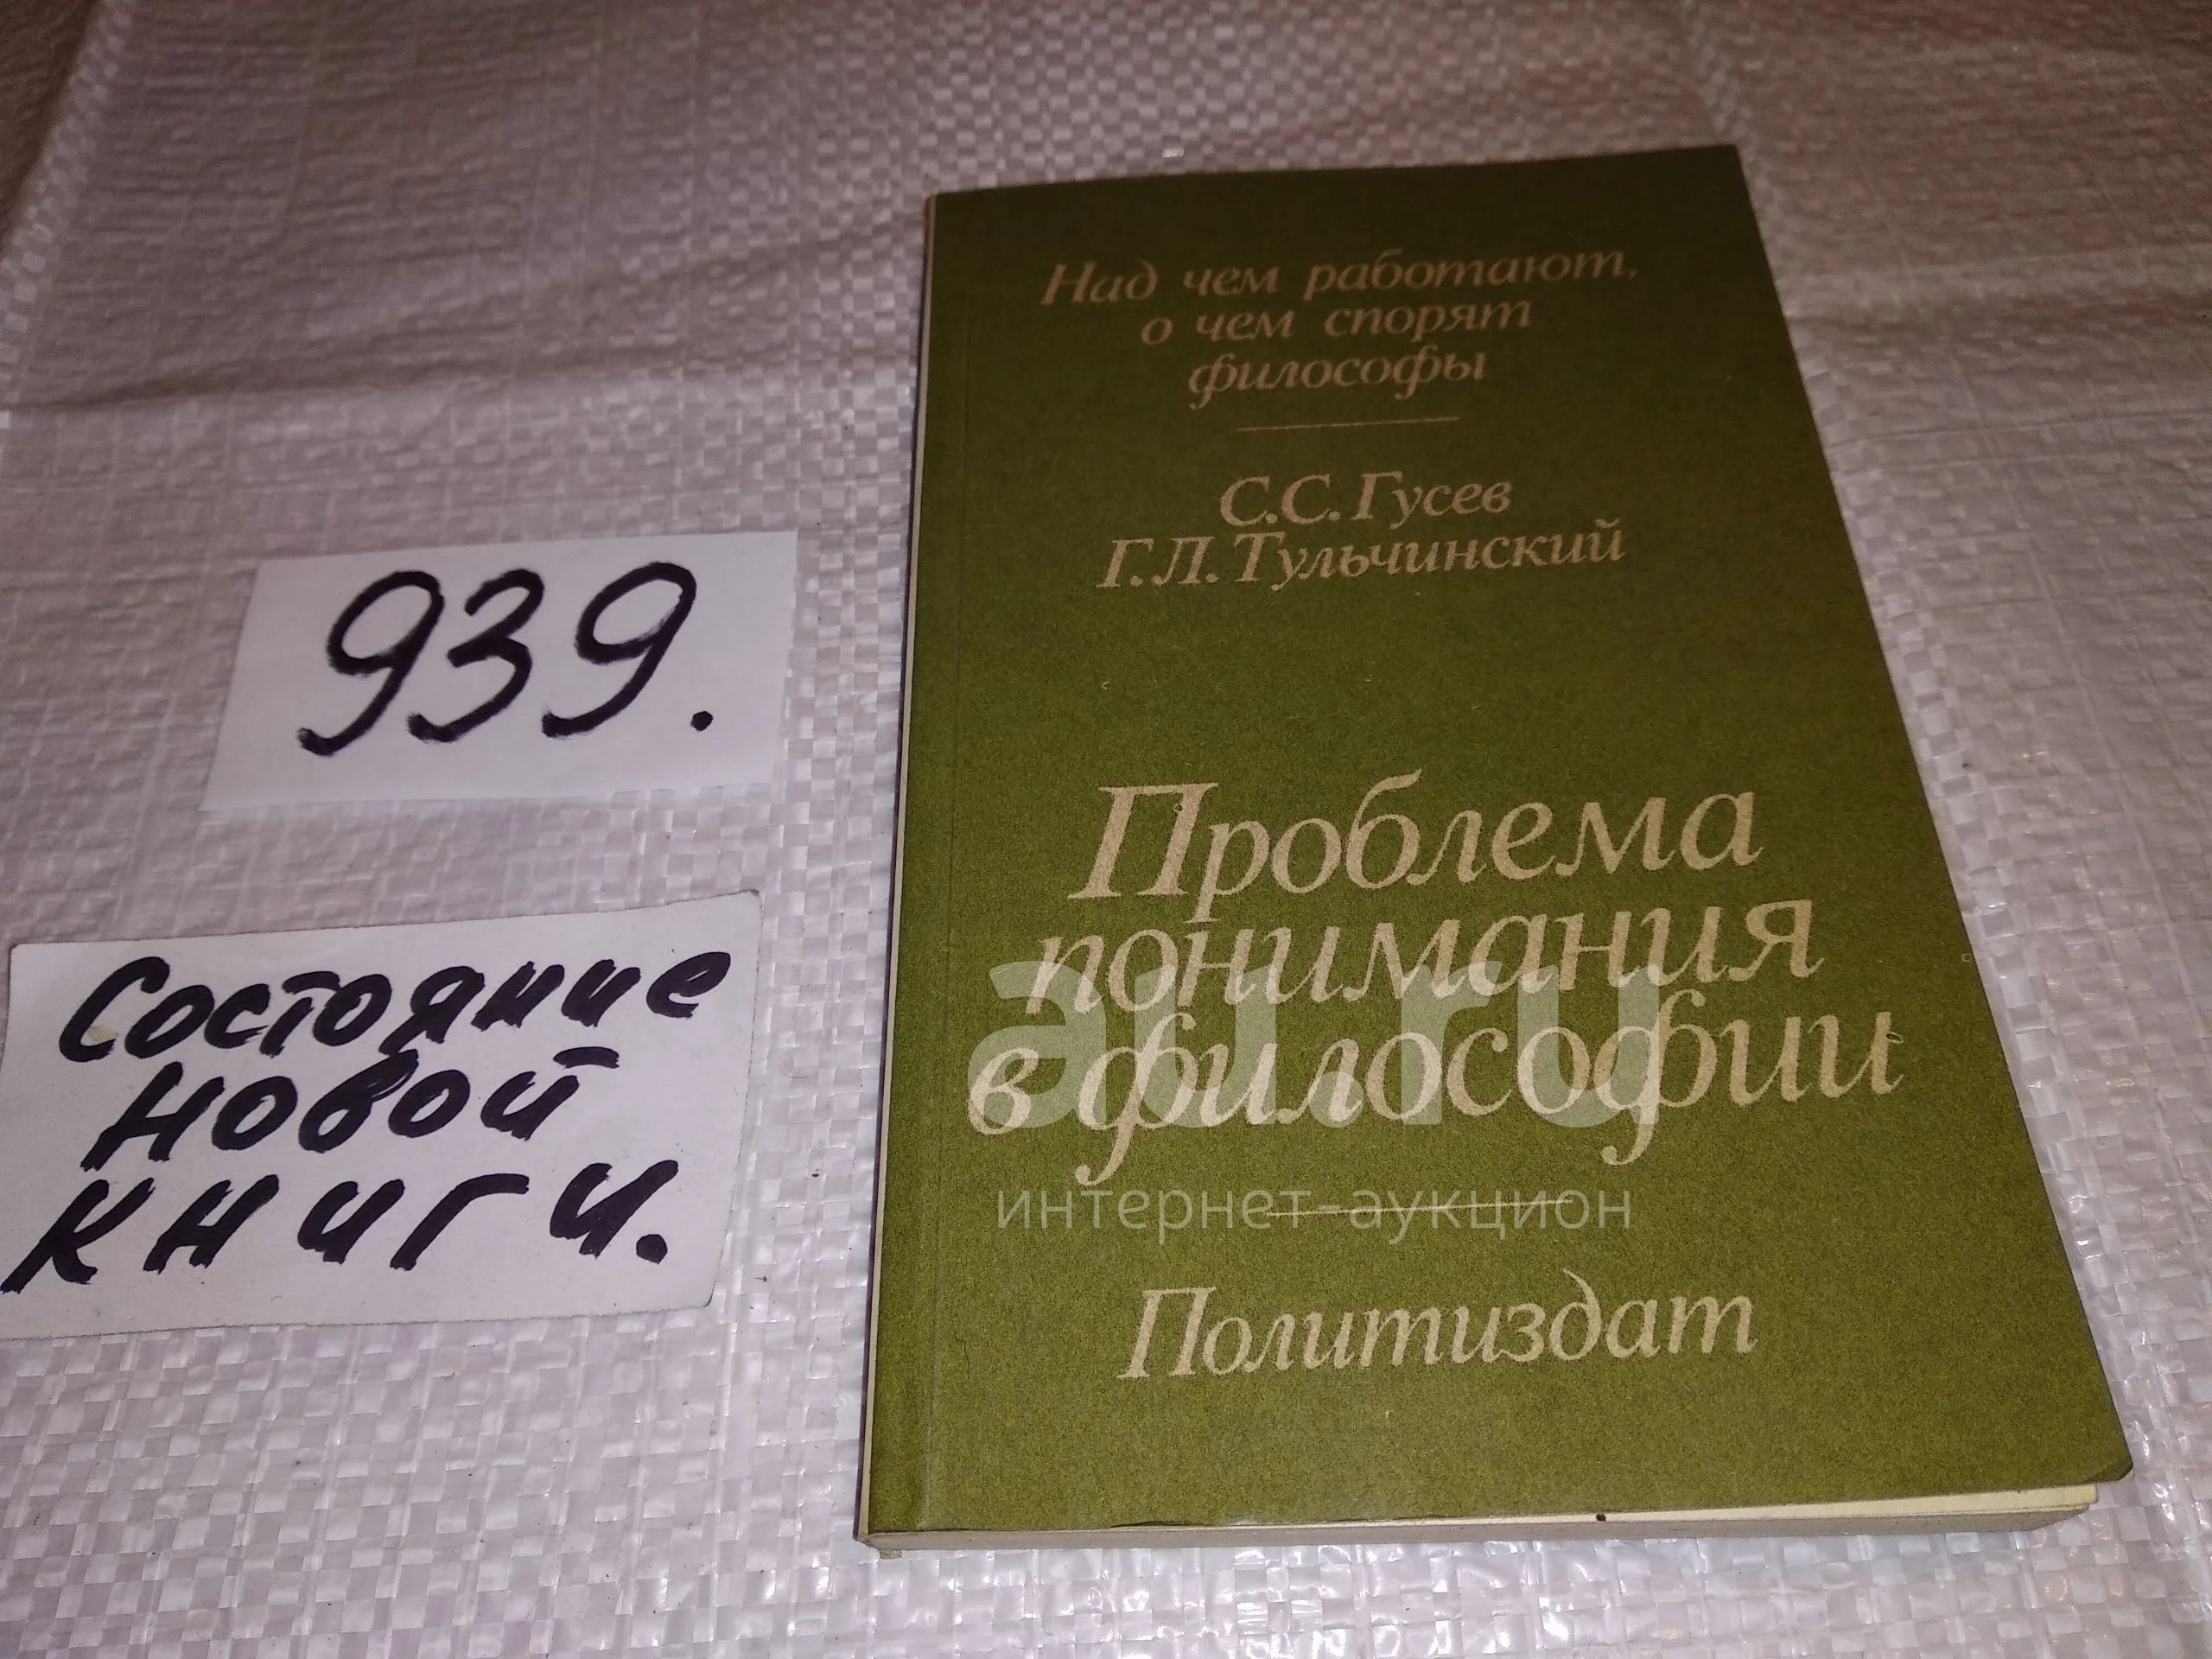 939.
Состояние
новой
книги.
Над чем работают,
о чем спорят
философы
С.С.Гусев
Г.Л.Тульчинский
Проблема
понимания
в философии
au.ru
интернет-аукцион
Политиздат